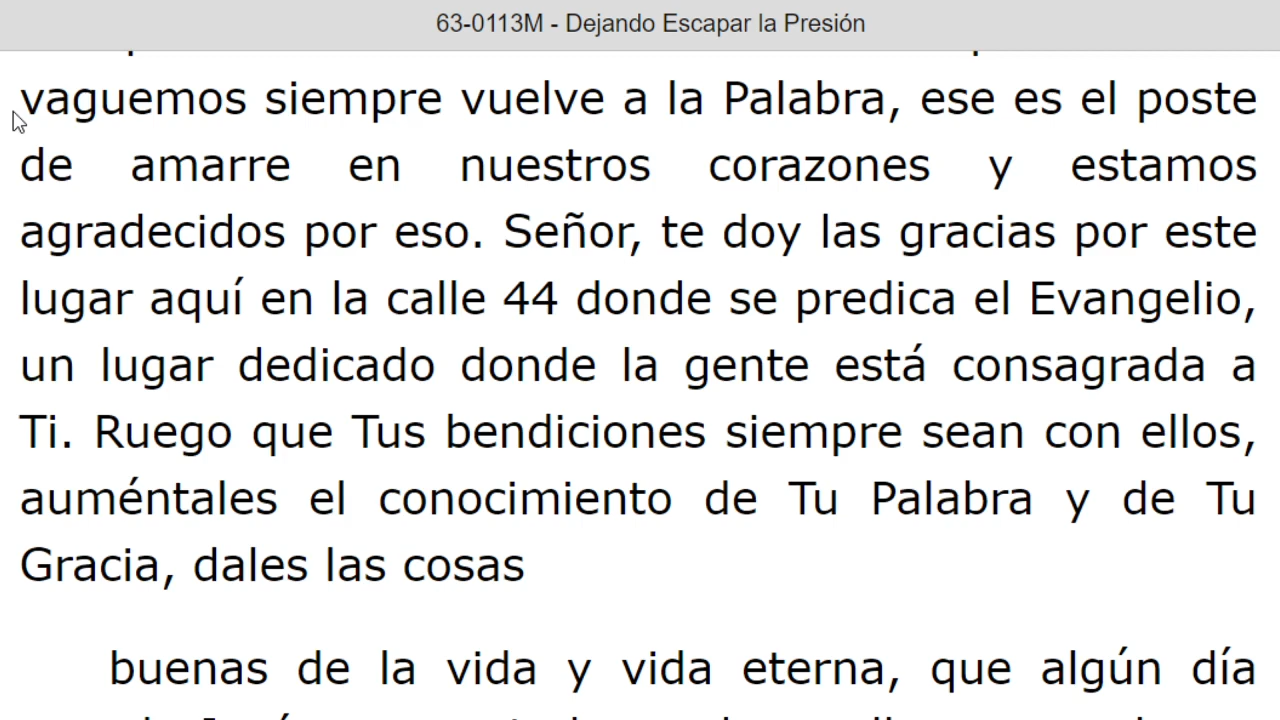 63-0113M - Dejando Escapar la Presión
vaguemos siempre vuelve a la Palabra, ese es el poste
de amarre en nuestros corazones y estamos
agradecidos por eso. Señor, te doy las gracias por este
lugar aquí en la calle 44 donde se predica el Evangelio,
un lugar dedicado donde la gente está consagrada a
Ti. Ruego que Tus bendiciones siempre sean con ellos,
auméntales el conocimiento de Tu Palabra y de Tu
Gracia, dales las cosas
buenas de la vida y vida eterna, que algún día